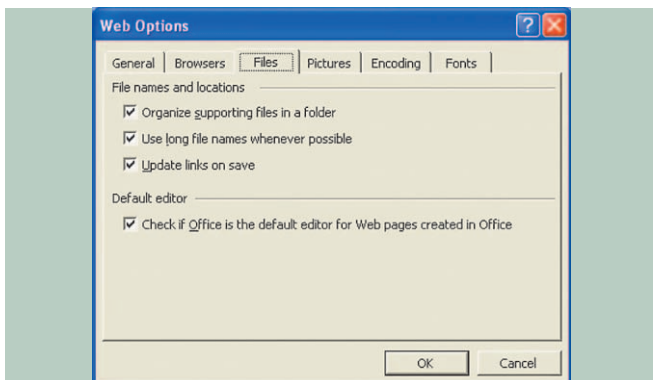 Web Options
General Browsers Files Pictures Encoding Fonts
File names and locations
Organize supporting files in a folder
Use long file names whenever possible
Update links on save
Default editor
Check if Office is the default editor for Web pages created in Office
OK Cancel